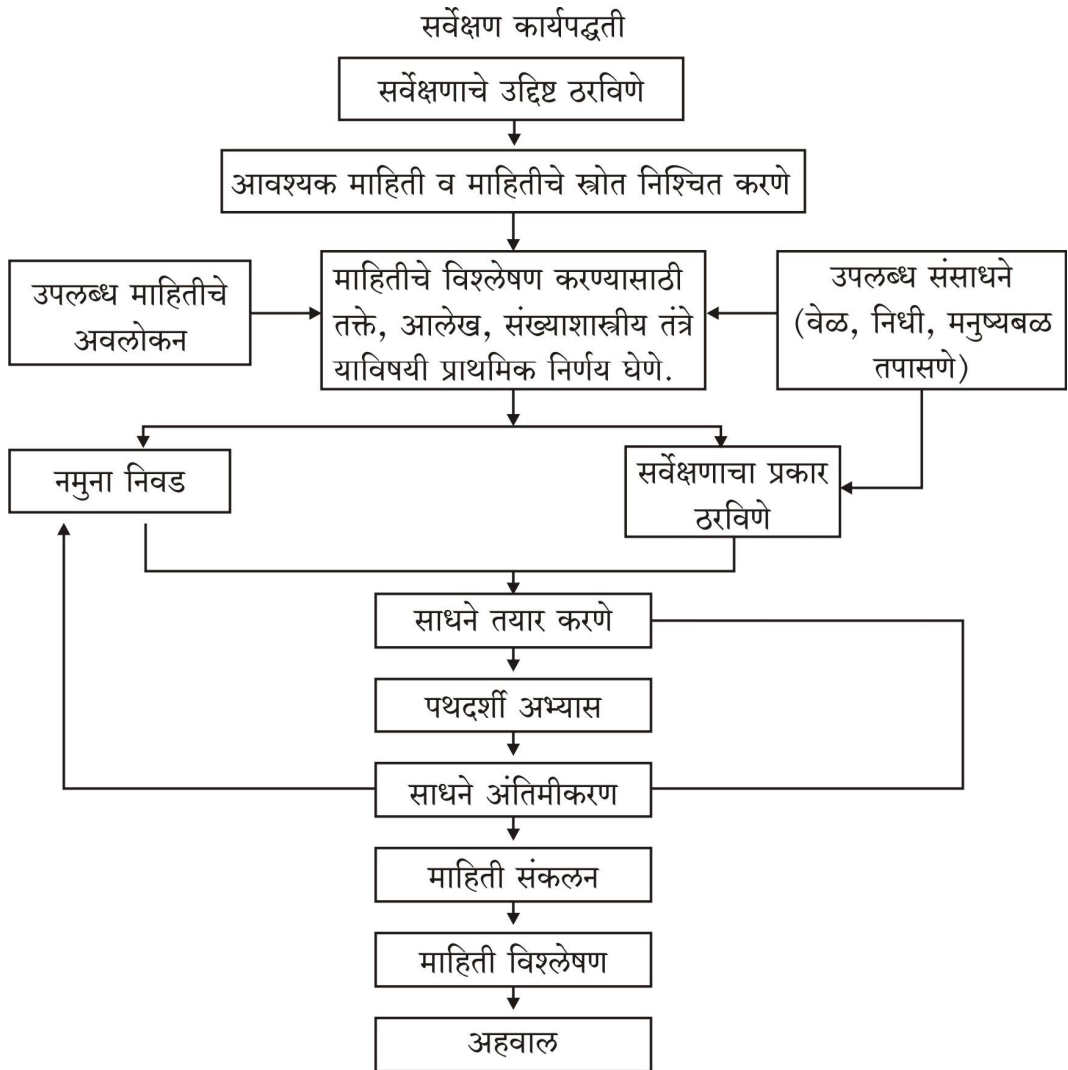 सर्वेक्षण कार्यपद्धती
सर्वेक्षणाचे उद्दिष्ट ठरविणे
आवश्यक माहिती व माहितीचे स्त्रोत निश्चित करणे
उपलब्ध माहितीचे
अवलोकन
माहितीचे विश्लेषण करण्यासाठी
तक्ते, आलेख, संख्याशास्त्रीय तंत्रे
याविषयी प्राथमिक निर्णय घेणे.
उपलब्ध संसाधने
(वेळ, निधी, मनुष्यबळ
तपासणे)
नमुना निवड
सर्वेक्षणाचा प्रकार
ठरविणे
साधने तयार करणे
पथदर्शी अभ्यास
साधने अंतिमीकरण
माहिती संकलन
माहिती विश्लेषण
अहवाल